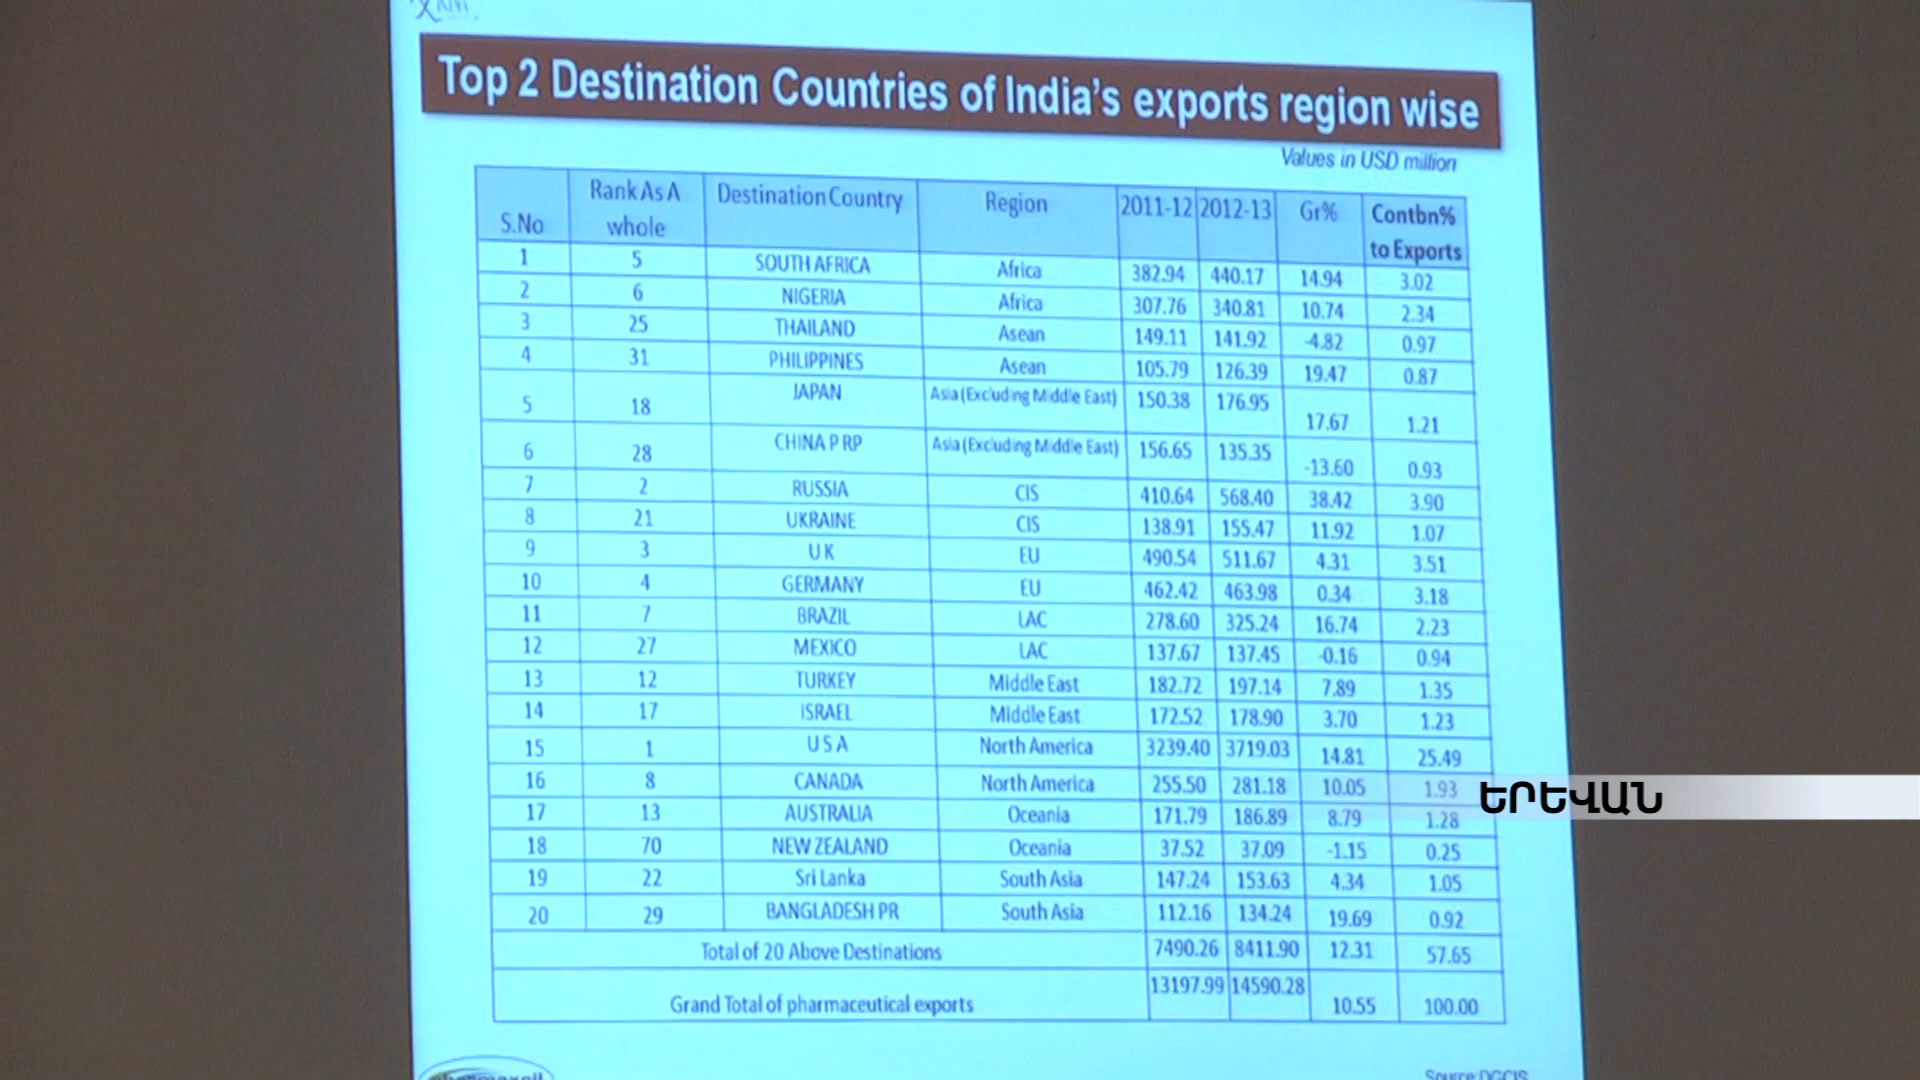 Top 2 Destination Countries of India's exports region wise
Values in USD million
S.No Rank As A whole Destination Country Region 2011-12 2012-13 Gr% Contbn% to Exports
1 5 SOUTH AFRICA Africa 382.94 440.17 14.94 3.02
2 6 NIGERIA Africa 307.76 340.81 10.74 2.34
3 25 THAILAND Asean 149.11 141.92 -4.82 0.97
4 31 PHILIPPINES Asean 105.79 126.39 19.47 0.87
5 18 JAPAN Asia (Excluding Middle East) 150.38 176.95 17.67 1.21
6 28 CHINA P RP Asia (Excluding Middle East) 156.65 135.35 -13.60 0.93
7 2 RUSSIA CIS 410.64 568.40 38.42 3.90
8 21 UKRAINE CIS 138.91 155.47 11.92 1.07
9 3 U K EU 490.54 511.67 4.31 3.51
10 4 GERMANY EU 462.42 463.98 0.34 3.18
11 7 BRAZIL LAC 278.60 325.24 16.74 2.23
12 27 MEXICO LAC 137.67 137.45 -0.16 0.94
13 12 TURKEY Middle East 182.72 197.14 7.89 1.35
14 17 ISRAEL Middle East 172.52 178.90 3.70 1.23
15 1 U S A North America 3239.40 3719.03 14.81 25.49
16 8 CANADA North America 255.50 281.18 10.05 1.93
ԵՐԵՎԱՆ
17 13 AUSTRALIA Oceania 171.79 186.89 8.79 1.28
18 70 NEW ZEALAND Oceania 37.52 37.09 -1.15 0.25
19 22 Sri Lanka South Asia 147.24 153.63 4.34 1.05
20 29 BANGLADESH PR South Asia 112.16 134.24 19.69 0.92
Total of 20 Above Destinations 7490.26 8411.90 12.31 57.65
Grand Total of pharmaceutical exports 13197.99 14590.28 10.55 100.00
Source:DGCIS